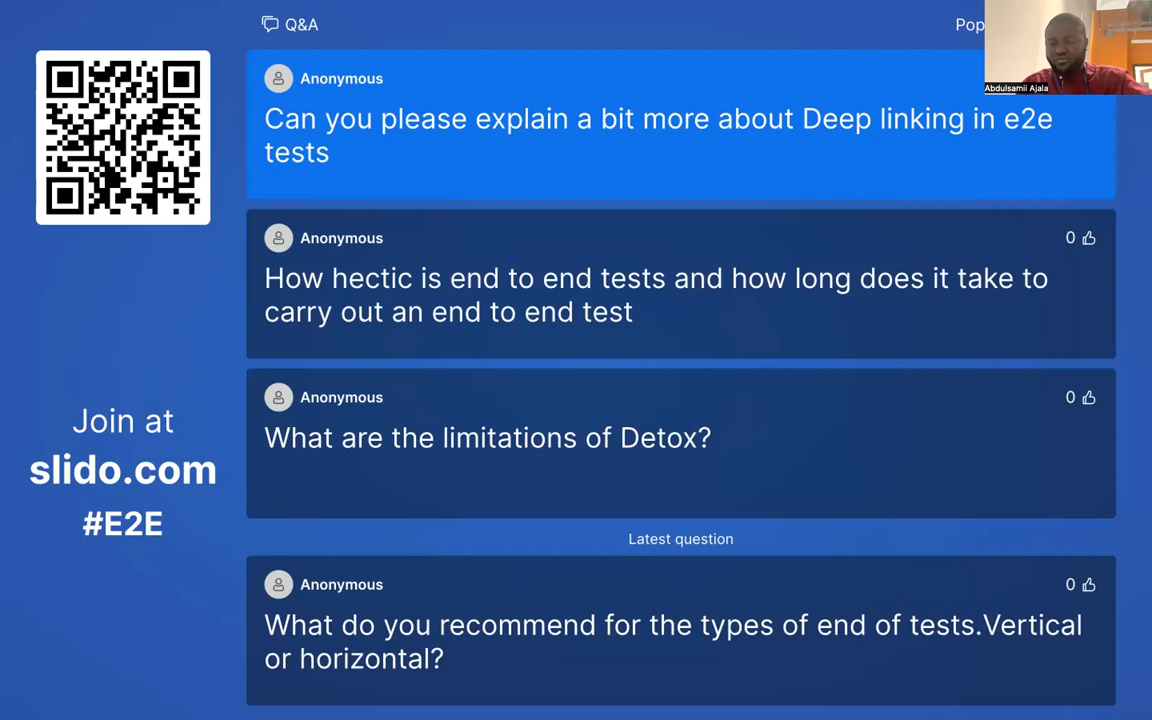 Q&A
Pop
Abdulsamii Ajala
Anonymous
Can you please explain a bit more about Deep linking in e2e
tests
Anonymous
0
How hectic is end to end tests and how long does it take to
carry out an end to end test
Anonymous
0
What are the limitations of Detox?
Join at
slido.com
#E2E
Latest question
Anonymous
0
What do you recommend for the types of end of tests.Vertical
or horizontal?